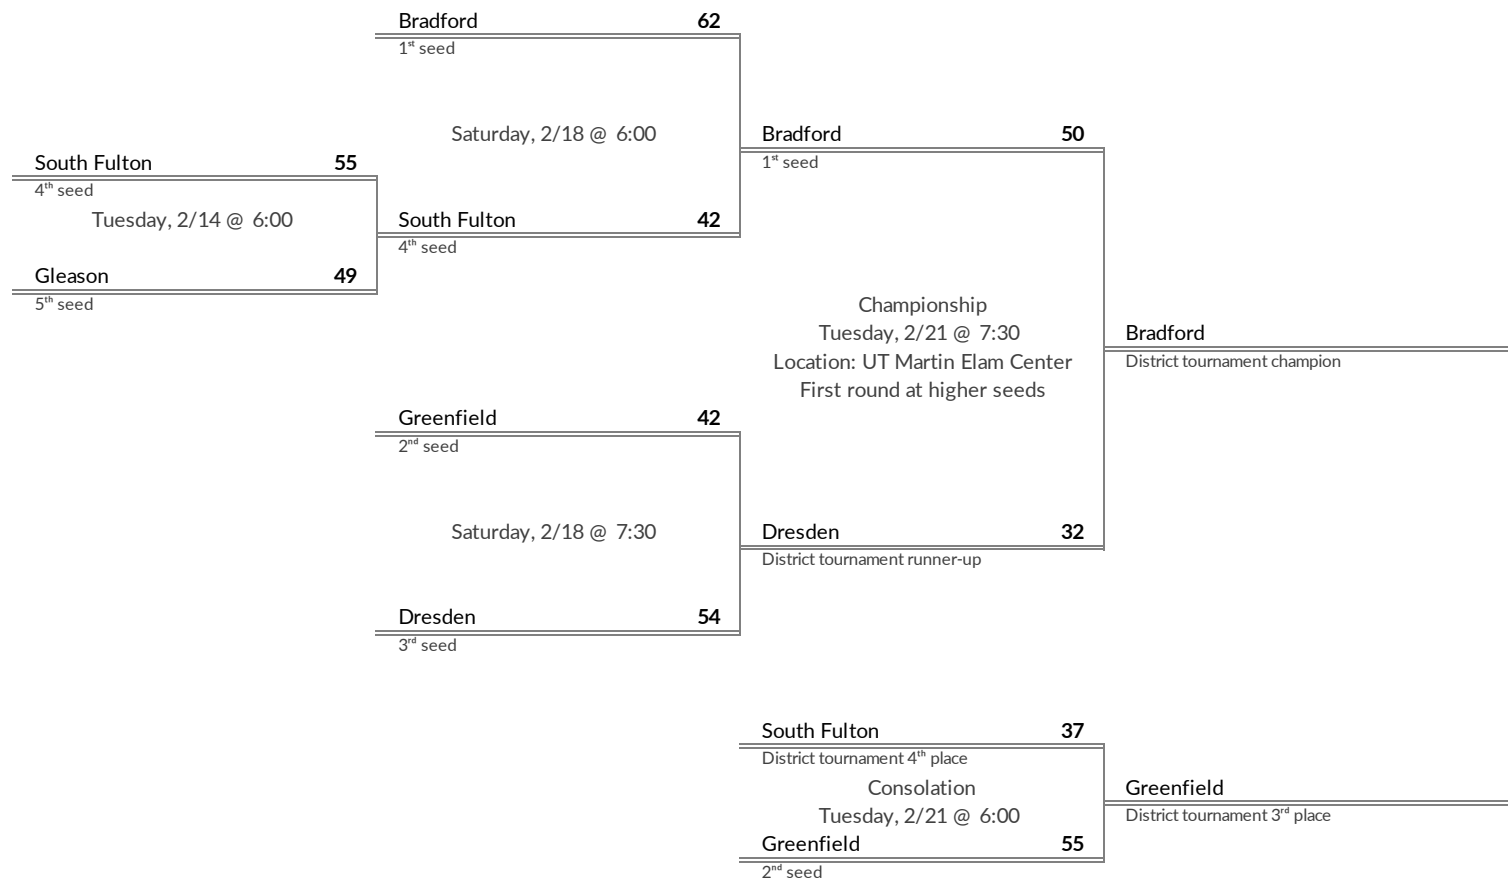 Bradford 62
1st seed
Saturday, 2/18 @ 6:00
Bradford 50
1st seed
South Fulton 55
4th seed
Tuesday, 2/14 @ 6:00
South Fulton 42
4th seed
Gleason 49
5th seed
Championship
Tuesday, 2/21 @ 7:30
Location: UT Martin Elam Center
First round at higher seeds
Bradford
District tournament champion
Greenfield 42
2nd seed
Saturday, 2/18 @ 7:30
Dresden 32
District tournament runner-up
Dresden 54
3rd seed
South Fulton 37
District tournament 4th place
Consolation
Tuesday, 2/21 @ 6:00
Greenfield
District tournament 3rd place
Greenfield 55
2nd seed